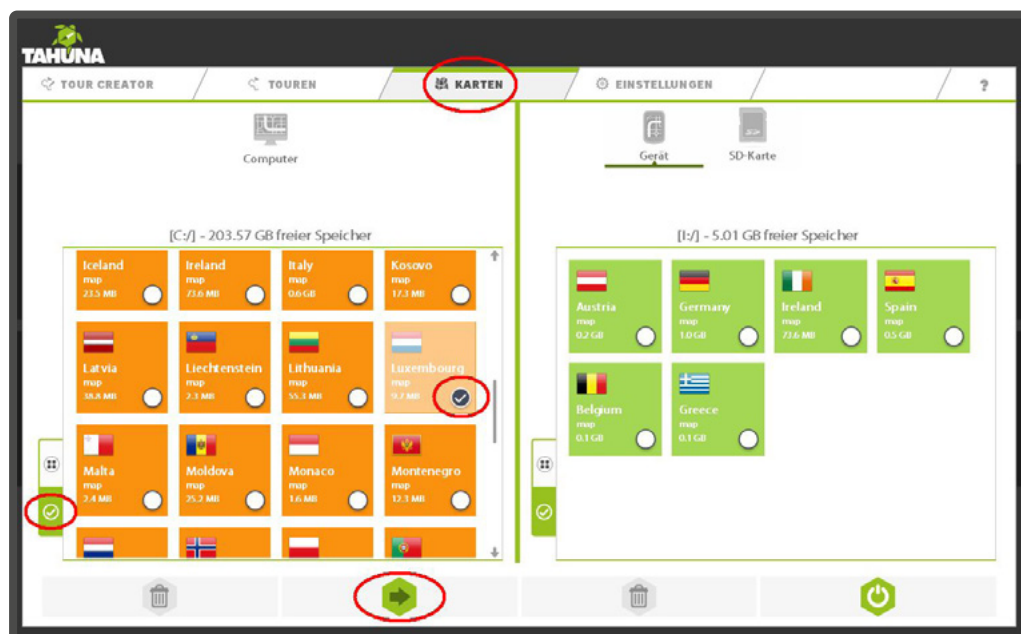 TAHUNA
TOUR CREATOR
TOUREN
KARTEN
EINSTELLUNGEN
?
Computer
Gerät
SD-Karte
[C:/] - 203.57 GB freier Speicher
[I:/] - 5.01 GB freier Speicher
Iceland
map
23.5 MB
Ireland
map
73.6 MB
Italy
map
0.6 GB
Kosovo
map
17.3 MB
Latvia
map
38.8 MB
Liechtenstein
map
2.3 MB
Lithuania
map
55.3 MB
Luxembourg
map
9.7 MB
Malta
map
2.4 MB
Moldova
map
25.2 MB
Monaco
map
1.6 MB
Montenegro
map
12.3 MB
Austria
map
0.2 GB
Germany
map
1.0 GB
Ireland
map
73.6 MB
Spain
map
0.5 GB
Belgium
map
0.1 GB
Greece
map
0.1 GB